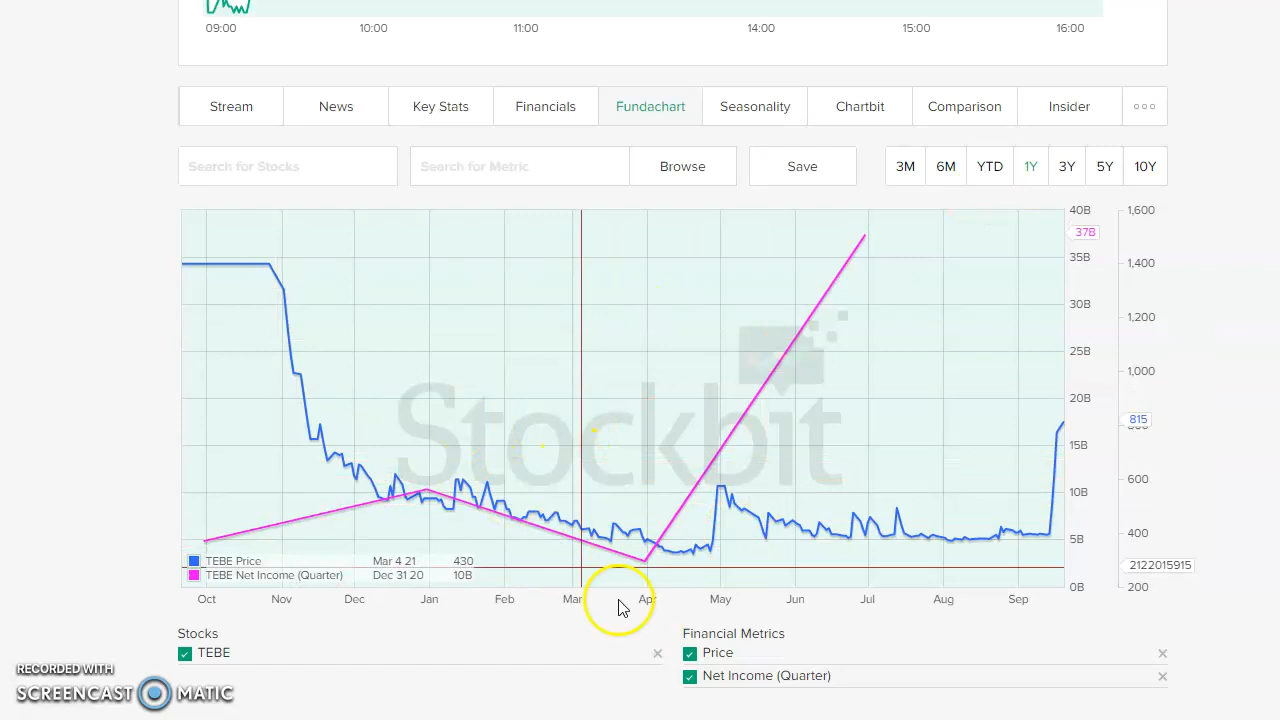 09:00 10:00 11:00 14:00 15:00 16:00
Stream News Key Stats Financials Fundachart Seasonality Chartbit Comparison Insider
Search for Stocks Search for Metric Browse Save 3M 6M YTD 1Y 3Y 5Y 10Y
40B 1,600
37B
35B 1,400
30B 1,200
25B 1,000
20B
815
15B
600
10B
5B 400
Stockbit
TEBE Price Mar 4 21 430
TEBE Net Income (Quarter) Dec 31 20 10B
2122015915
0B 200
Oct Nov Dec Jan Feb Mar Apr May Jun Jul Aug Sep
Stocks Financial Metrics
TEBE Price
Net Income (Quarter)
RECORDED WITH
SCREENCAST MATIC